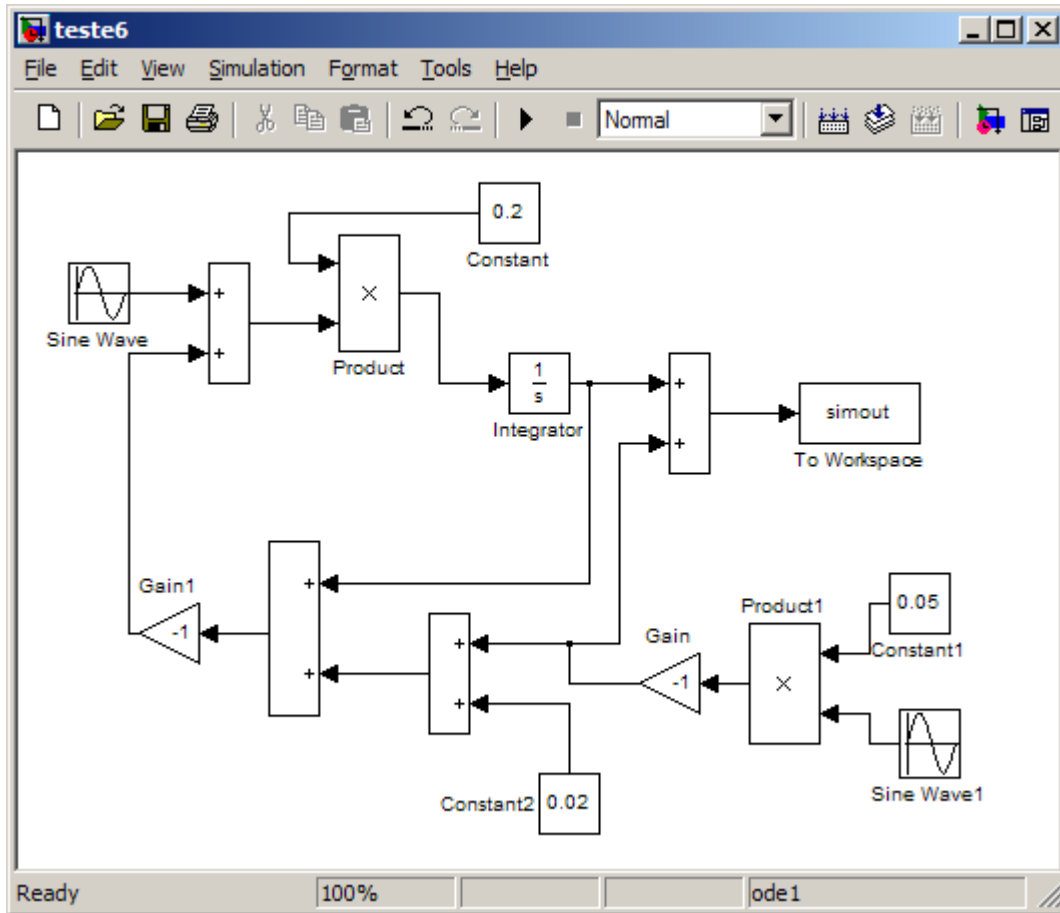 teste6
File Edit View Simulation Format Tools Help
Normal
0.2
Constant
+
+
Sine Wave
×
Product
1
s
Integrator
+
+
simout
To Workspace
Gain1
-1
+
+
+
+
Gain
-1
Product1
×
0.05
Constant1
Sine Wave1
Constant2
0.02
Ready 100% ode1